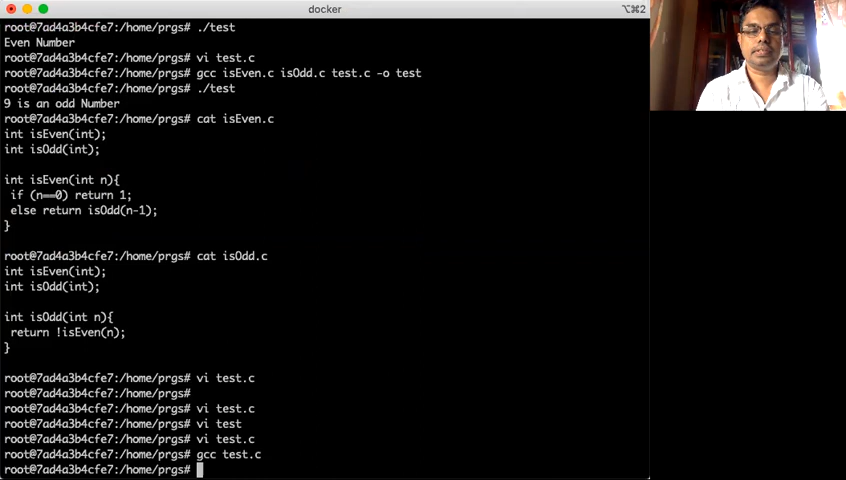 docker
⌥⌘2
root@7ad4a3b4cfe7:/home/prgs# ./test
Even Number
root@7ad4a3b4cfe7:/home/prgs# vi test.c
root@7ad4a3b4cfe7:/home/prgs# gcc isEven.c isOdd.c test.c -o test
root@7ad4a3b4cfe7:/home/prgs# ./test
9 is an odd Number
root@7ad4a3b4cfe7:/home/prgs# cat isEven.c
int isEven(int);
int isOdd(int);
int isEven(int n){
if (n==0) return 1;
else return isOdd(n-1);
}
root@7ad4a3b4cfe7:/home/prgs# cat isOdd.c
int isEven(int);
int isOdd(int);
int isOdd(int n){
return !isEven(n);
}
root@7ad4a3b4cfe7:/home/prgs# vi test.c
root@7ad4a3b4cfe7:/home/prgs#
root@7ad4a3b4cfe7:/home/prgs# vi test.c
root@7ad4a3b4cfe7:/home/prgs# vi test
root@7ad4a3b4cfe7:/home/prgs# vi test.c
root@7ad4a3b4cfe7:/home/prgs# gcc test.c
root@7ad4a3b4cfe7:/home/prgs#